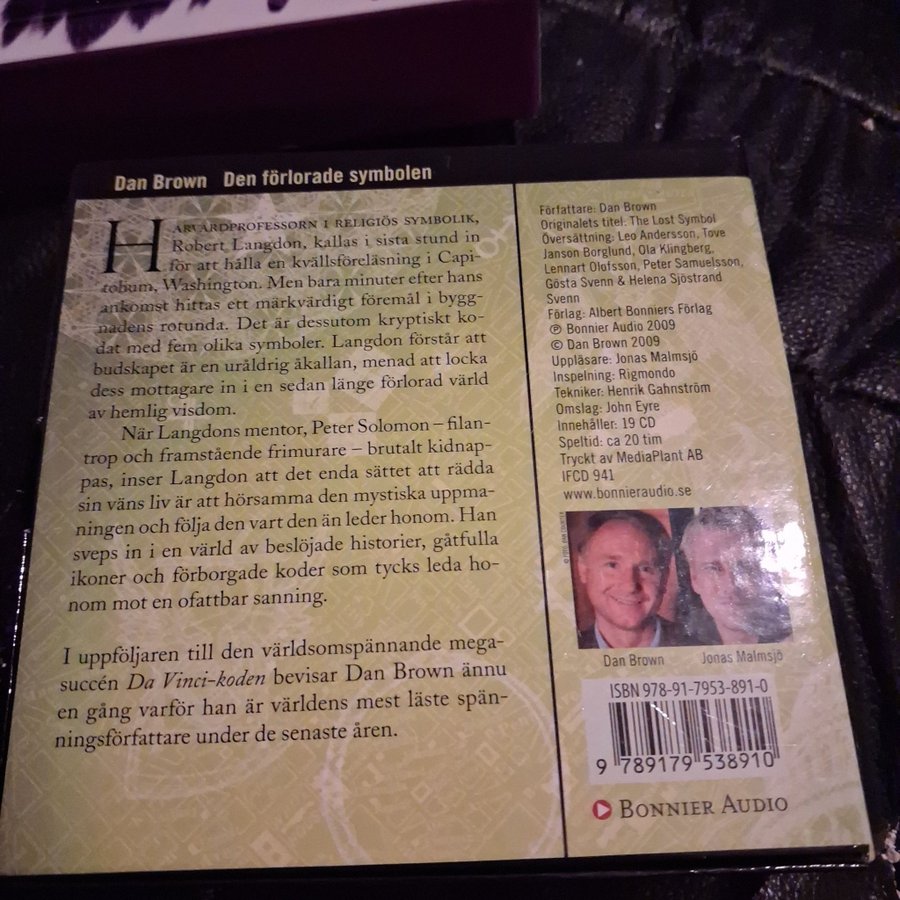 Dan Brown Den förlorade symbolen
HARVARDPROFESSORN I RELIGIÖS SYMBOLIK,
Robert Langdon, kallas i sista stund in
för att hålla en kvällsföreläsning i Capi-
tolium, Washington. Men bara minuter efter hans
ankomst hittas ett märkvärdigt föremål i bygg-
nadens rotunda. Det är dessutom kryptiskt ko-
dat med fem olika symboler. Langdon förstår att
budskapet är en uråldrig åkallan, menad att locka
dess mottagare in i en sedan länge förlorad värld
av hemlig visdom.
När Langdons mentor, Peter Solomon – filan-
trop och framstående frimurare – brutalt kidnap-
pas, inser Langdon att det enda sättet att rädda
sin väns liv är att hörsamma den mystiska uppma-
ningen och följa den vart den än leder honom. Han
sveps in i en värld av beslöjade historier, gåtfulla
ikoner och förborgade koder som tycks leda ho-
nom mot en ofattbar sanning.
I uppföljaren till den världsomspännande mega-
succén Da Vinci-koden bevisar Dan Brown ännu
en gång varför han är världens mest läste spän-
ningsförfattare under de senaste åren.
Författare: Dan Brown
Originalets titel: The Lost Symbol
Översättning: Leo Andersson, Tove
Janson Borglund, Ola Klingberg,
Lennart Olofsson, Peter Samuelsson,
Gösta Svenn & Helena Sjöstrand
Svenn
Förlag: Albert Bonniers Förlag
℗ Bonnier Audio 2009
© Dan Brown 2009
Uppläsare: Jonas Malmsjö
Inspelning: Rigmondo
Tekniker: Henrik Gahnström
Omslag: John Eyre
Innehåller: 19 CD
Speltid: ca 20 tim
Tryckt av MediaPlant AB
IFCD 941
www.bonnieraudio.se
Dan Brown Jonas Malmsjö
ISBN 978-91-7953-891-0
9 789179 538910
BONNIER AUDIO